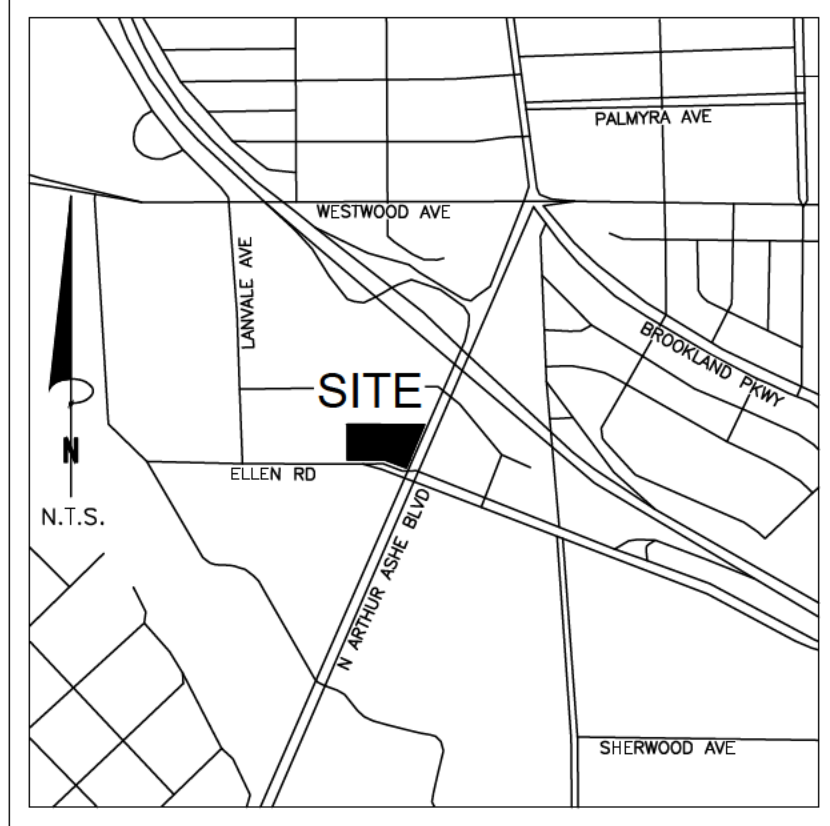 PALMYRA AVE
WESTWOOD AVE
LANVALE AVE
BROOKLAND PKWY
SITE
N
ELLEN RD
N.T.S.
N ARTHUR ASHE BLVD
SHERWOOD AVE